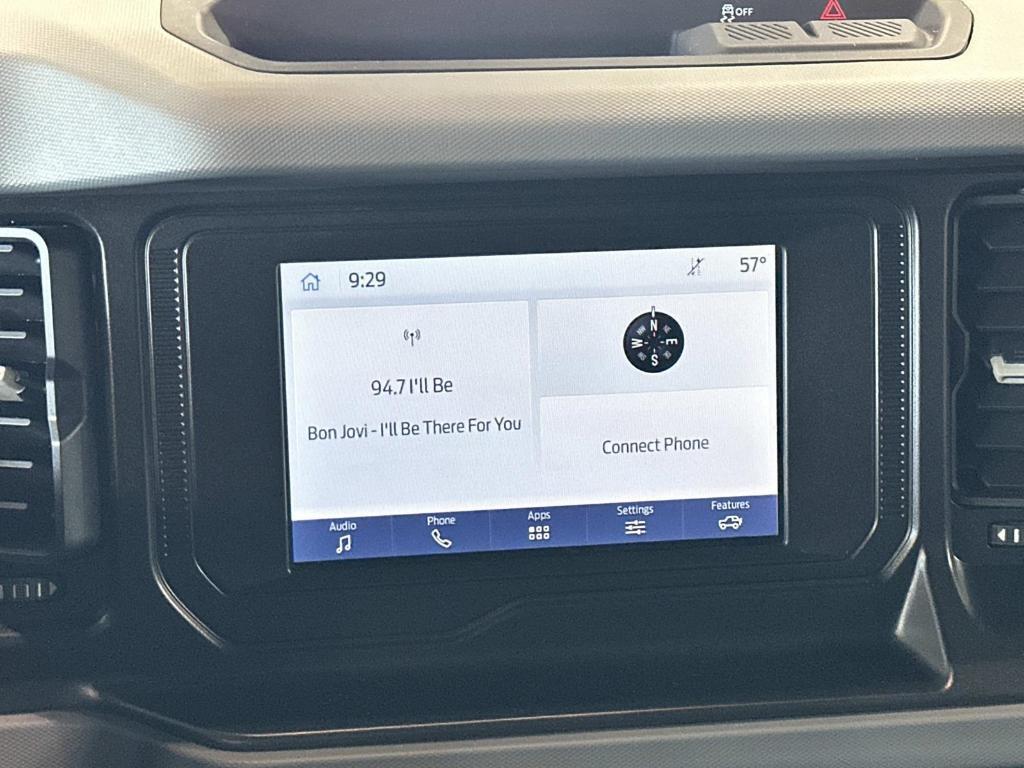 OFF
9:29
57°
94.7 I'll Be
Bon Jovi - I'll Be There For You
N
W E
S
Connect Phone
Audio
Phone
Apps
Settings
Features